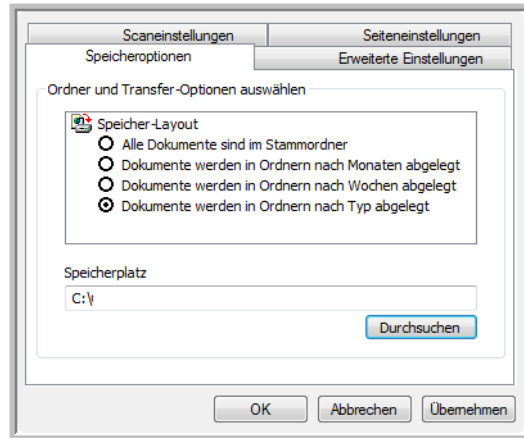 Scaneinstellungen
Seiteneinstellungen
Speicheroptionen
Erweiterte Einstellungen
Ordner und Transfer-Optionen auswählen
Speicher-Layout
Alle Dokumente sind im Stammordner
Dokumente werden in Ordnern nach Monaten abgelegt
Dokumente werden in Ordnern nach Wochen abgelegt
Dokumente werden in Ordnern nach Typ abgelegt
Speicherplatz
C:\
Durchsuchen
OK
Abbrechen
Übernehmen